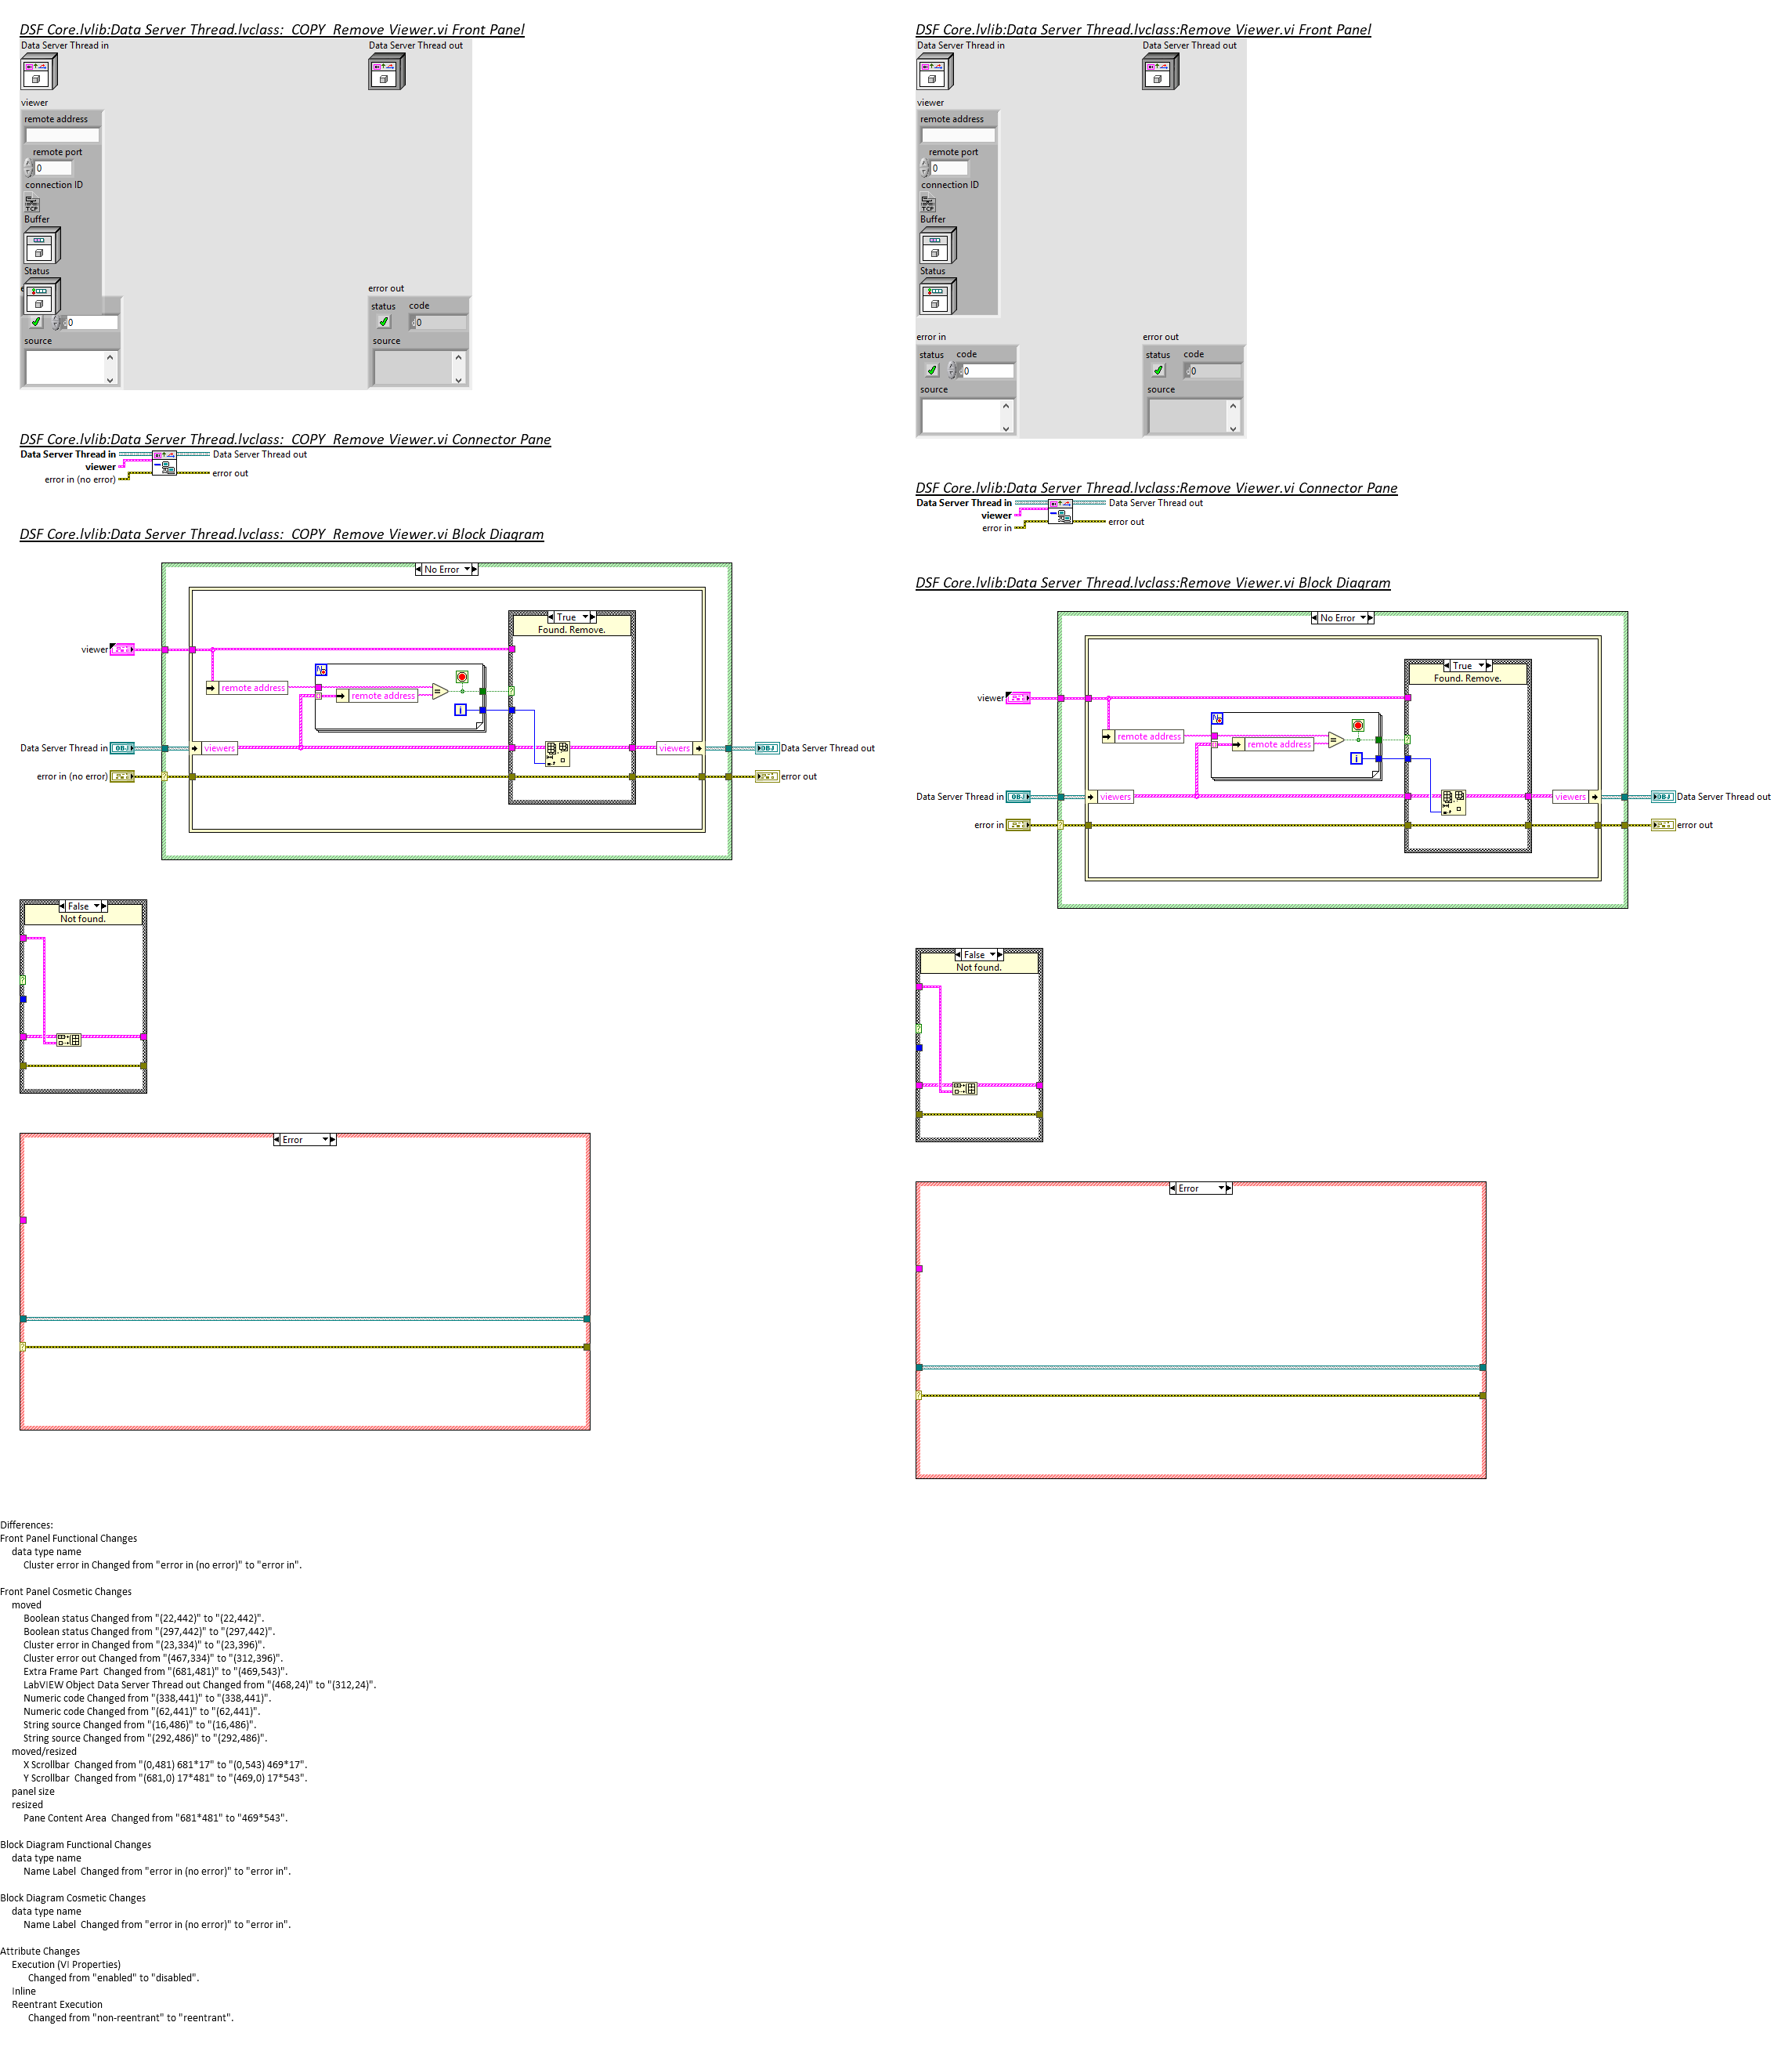 DSF Core.lvlib:Data Server Thread.lvclass:_COPY_Remove Viewer.vi Front Panel
Data Server Thread in
Data Server Thread out
viewer
remote address
remote port
0
connection ID
TCP
Buffer
Status
error out
status code
0
0
source
source
DSF Core.lvlib:Data Server Thread.lvclass:_COPY_Remove Viewer.vi Connector Pane
Data Server Thread in
Data Server Thread out
viewer
error in (no error)
error out
DSF Core.lvlib:Data Server Thread.lvclass:_COPY_Remove Viewer.vi Block Diagram
No Error
True
Found. Remove.
viewer
remote address
remote address
i
Data Server Thread in
OBJ
viewers
viewers
OBJ
Data Server Thread out
error in (no error)
error out
False
Not found.
Error
DSF Core.lvlib:Data Server Thread.lvclass:Remove Viewer.vi Front Panel
Data Server Thread in
Data Server Thread out
viewer
remote address
remote port
0
connection ID
TCP
Buffer
Status
error in
error out
status code
status code
0
0
source
source
DSF Core.lvlib:Data Server Thread.lvclass:Remove Viewer.vi Connector Pane
Data Server Thread in
Data Server Thread out
viewer
error in
error out
DSF Core.lvlib:Data Server Thread.lvclass:Remove Viewer.vi Block Diagram
No Error
True
Found. Remove.
viewer
remote address
remote address
i
Data Server Thread in
OBJ
viewers
viewers
OBJ
Data Server Thread out
error in
error out
False
Not found.
Error
Differences:
Front Panel Functional Changes
data type name
Cluster error in Changed from "error in (no error)" to "error in".
Front Panel Cosmetic Changes
moved
Boolean status Changed from "(22,442)" to "(22,442)".
Boolean status Changed from "(297,442)" to "(297,442)".
Cluster error in Changed from "(23,334)" to "(23,396)".
Cluster error out Changed from "(467,334)" to "(312,396)".
Extra Frame Part  Changed from "(681,481)" to "(469,543)".
LabVIEW Object Data Server Thread out Changed from "(468,24)" to "(312,24)".
Numeric code Changed from "(338,441)" to "(338,441)".
Numeric code Changed from "(62,441)" to "(62,441)".
String source Changed from "(16,486)" to "(16,486)".
String source Changed from "(292,486)" to "(292,486)".
moved/resized
X Scrollbar  Changed from "(0,481) 681*17" to "(0,543) 469*17".
Y Scrollbar  Changed from "(681,0) 17*481" to "(469,0) 17*543".
panel size
resized
Pane Content Area  Changed from "681*481" to "469*543".
Block Diagram Functional Changes
data type name
Name Label  Changed from "error in (no error)" to "error in".
Block Diagram Cosmetic Changes
data type name
Name Label  Changed from "error in (no error)" to "error in".
Attribute Changes
Execution (VI Properties)
Changed from "enabled" to "disabled".
Inline
Reentrant Execution
Changed from "non-reentrant" to "reentrant".